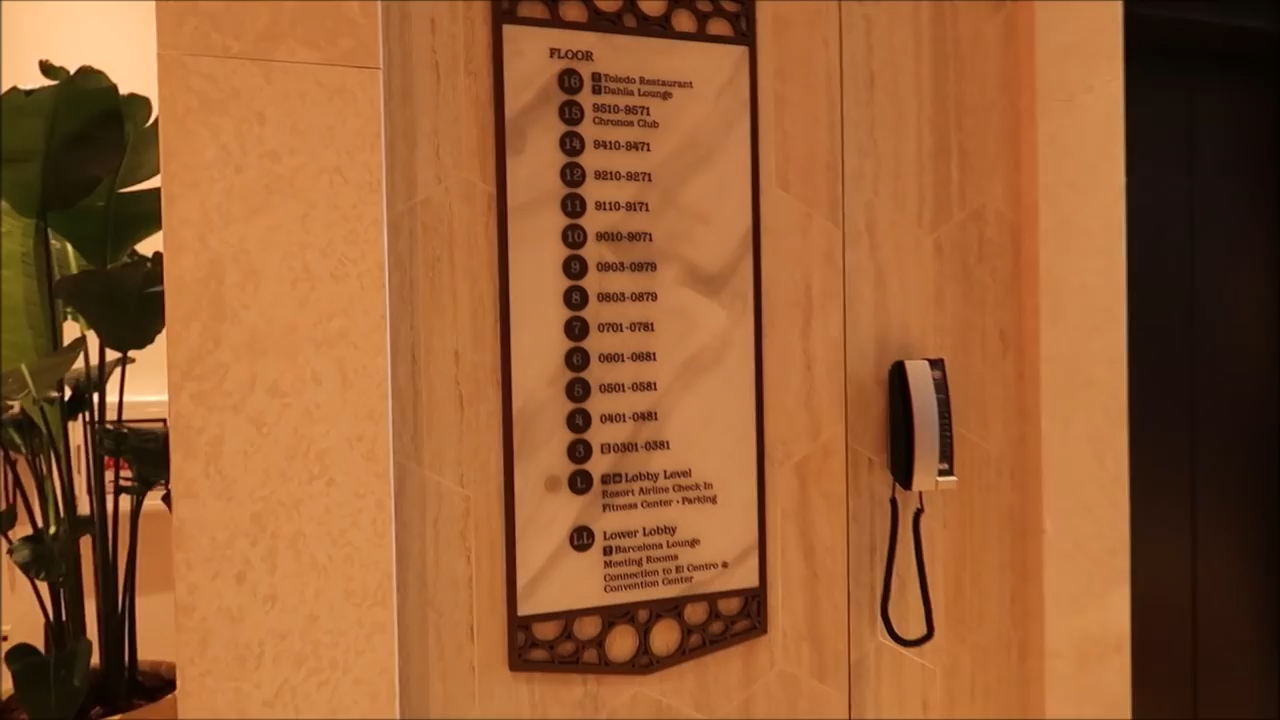 FLOOR
16 Toledo Restaurant
Dahlia Lounge
15 9510-9571
Chronos Club
14 9410-9471
12 9210-9271
11 9110-9171
10 9010-9071
9 0903-0979
8 0803-0879
7 0701-0781
6 0601-0681
5 0501-0581
4 0401-0481
3 0301-0381
L Lobby Level
Resort Airline Check-In
Fitness Center • Parking
LL Lower Lobby
Barcelona Lounge
Meeting Rooms
Connection to El Centro &
Convention Center